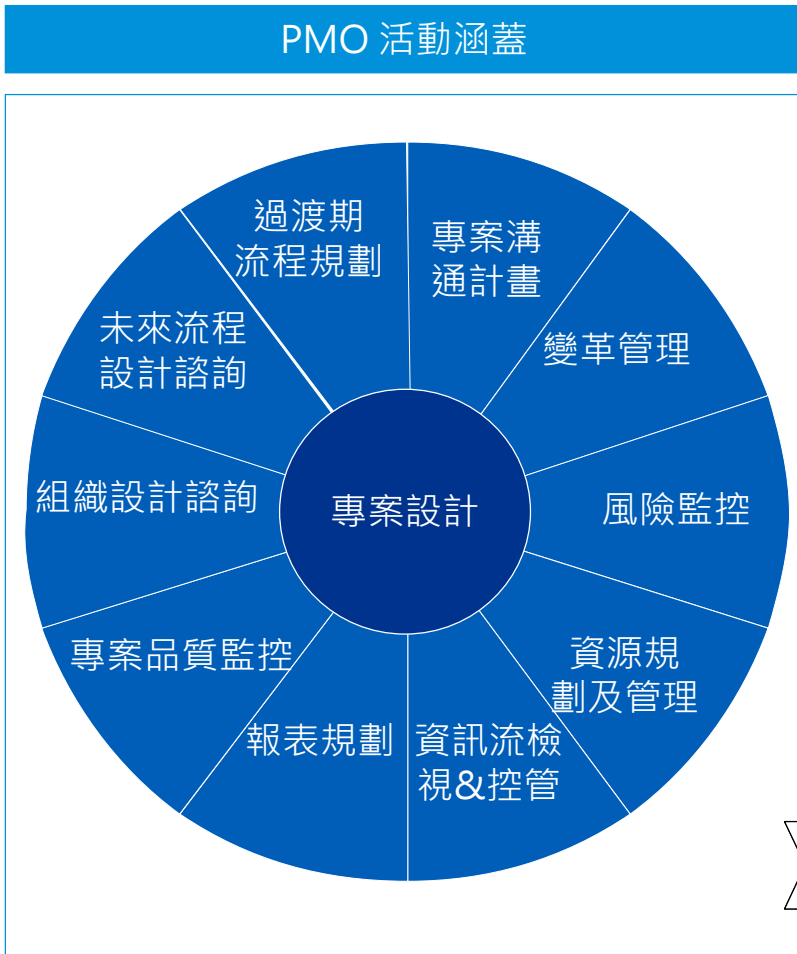 PMO 活動涵蓋
過渡期
流程規劃
專案溝
通計畫
未來流程
設計諮詢
變革管理
組織設計諮詢
專案設計
風險監控
專案品質監控
資源規
劃及管理
報表規劃
資訊流檢
視&控管